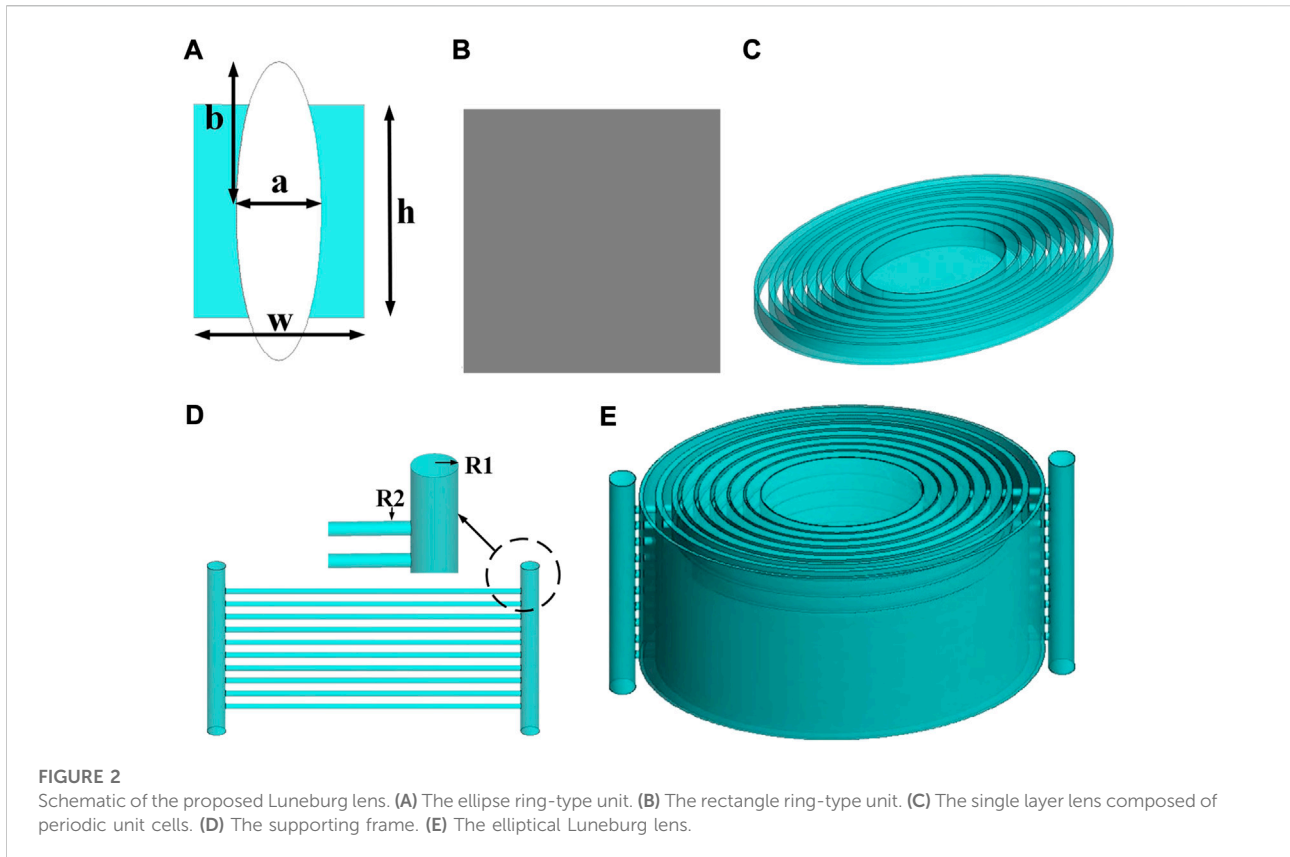 A
b
a
h
w
B
C
D
R1
R2
E
FIGURE 2
Schematic of the proposed Luneburg lens. (A) The ellipse ring-type unit. (B) The rectangle ring-type unit. (C) The single layer lens composed of
periodic unit cells. (D) The supporting frame. (E) The elliptical Luneburg lens.